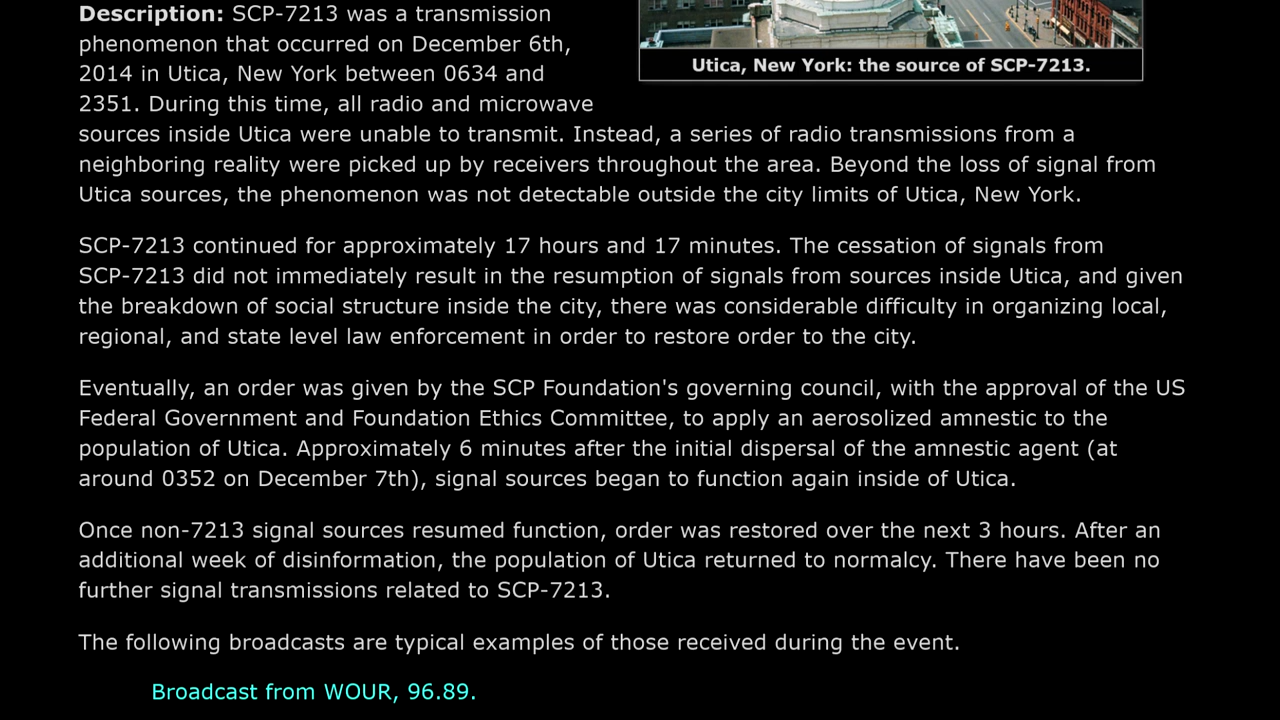 Description: SCP-7213 was a transmission
phenomenon that occurred on December 6th,
2014 in Utica, New York between 0634 and
2351. During this time, all radio and microwave
sources inside Utica were unable to transmit. Instead, a series of radio transmissions from a
neighboring reality were picked up by receivers throughout the area. Beyond the loss of signal from
Utica sources, the phenomenon was not detectable outside the city limits of Utica, New York.
Utica, New York: the source of SCP-7213.
SCP-7213 continued for approximately 17 hours and 17 minutes. The cessation of signals from
SCP-7213 did not immediately result in the resumption of signals from sources inside Utica, and given
the breakdown of social structure inside the city, there was considerable difficulty in organizing local,
regional, and state level law enforcement in order to restore order to the city.
Eventually, an order was given by the SCP Foundation's governing council, with the approval of the US
Federal Government and Foundation Ethics Committee, to apply an aerosolized amnestic to the
population of Utica. Approximately 6 minutes after the initial dispersal of the amnestic agent (at
around 0352 on December 7th), signal sources began to function again inside of Utica.
Once non-7213 signal sources resumed function, order was restored over the next 3 hours. After an
additional week of disinformation, the population of Utica returned to normalcy. There have been no
further signal transmissions related to SCP-7213.
The following broadcasts are typical examples of those received during the event.
Broadcast from WOUR, 96.89.